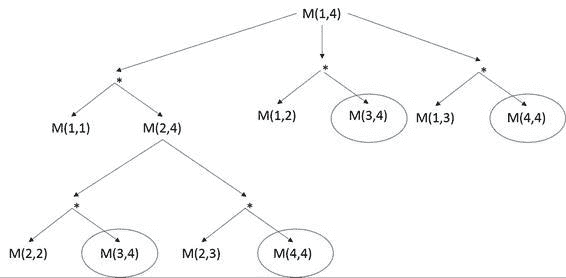 M(1,4)
* * *
M(1,1) M(2,4) M(1,2) M(3,4) M(1,3) M(4,4)
* *
M(2,2) M(3,4) M(2,3) M(4,4)